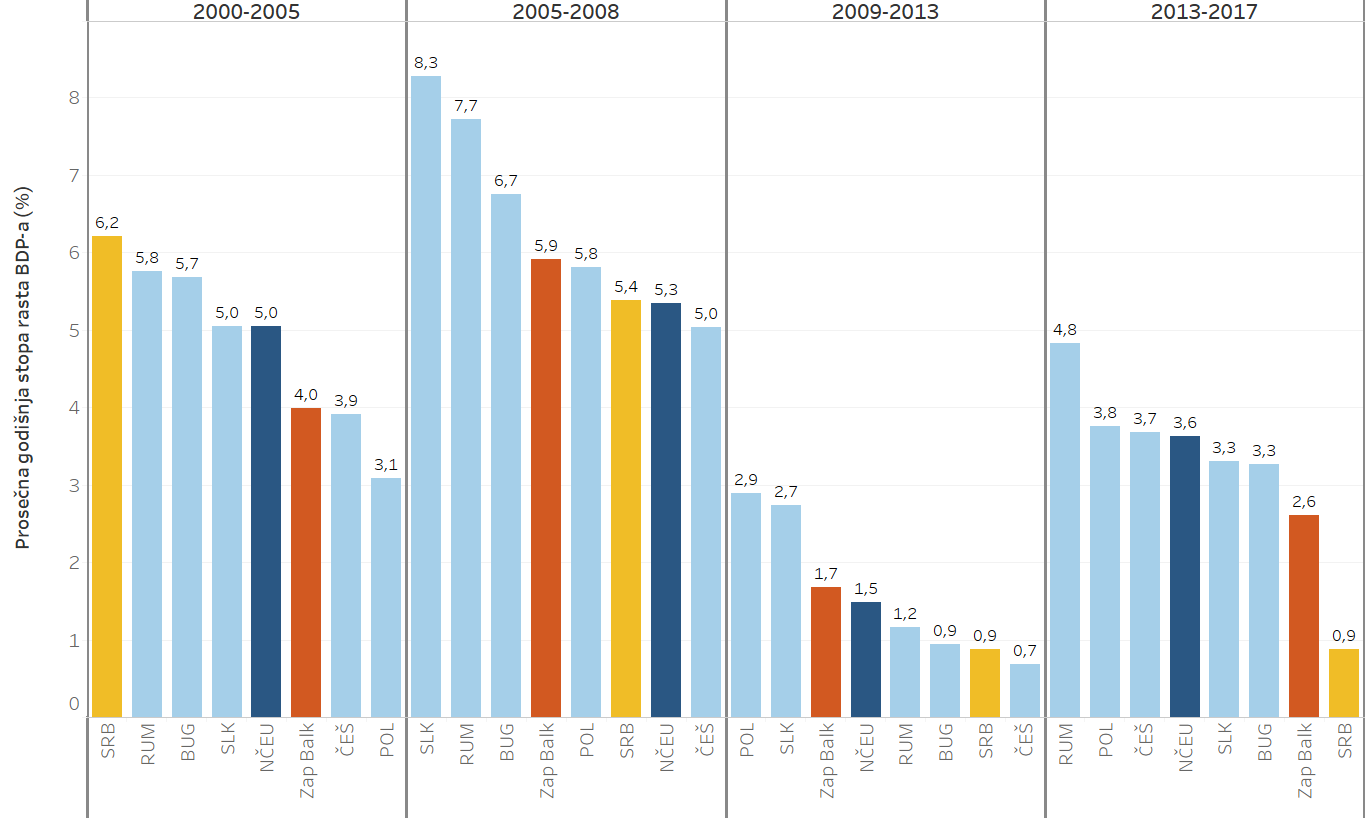 2000-2005
2005-2008
2009-2013
2013-2017
Prosečna godišnja stopa rasta BDP-a (%)
8
7
6
5
4
3
2
1
0
6,2
5,8
5,7
5,0
5,0
4,0
3,9
3,1
8,3
7,7
6,7
5,9
5,8
5,4
5,3
5,0
2,9
2,7
1,7
1,5
1,2
0,9
0,9
0,7
4,8
3,8
3,7
3,6
3,3
3,3
2,6
0,9
SRB
RUM
BUG
SLK
NČEU
Zap Balk
ČEŠ
POL
SLK
RUM
BUG
Zap Balk
POL
SRB
NČEU
ČEŠ
POL
SLK
Zap Balk
NČEU
RUM
BUG
SRB
ČEŠ
RUM
POL
ČEŠ
NČEU
SLK
BUG
Zap Balk
SRB